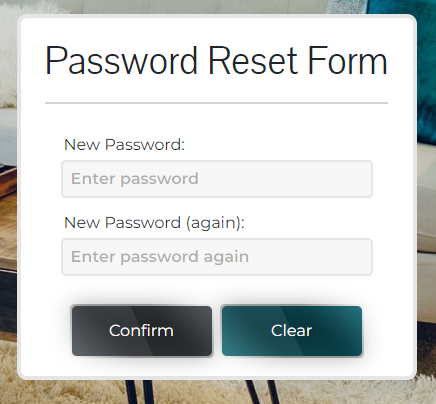 Password Reset Form
New Password:
Enter password
New Password (again):
Enter password again
Confirm Clear